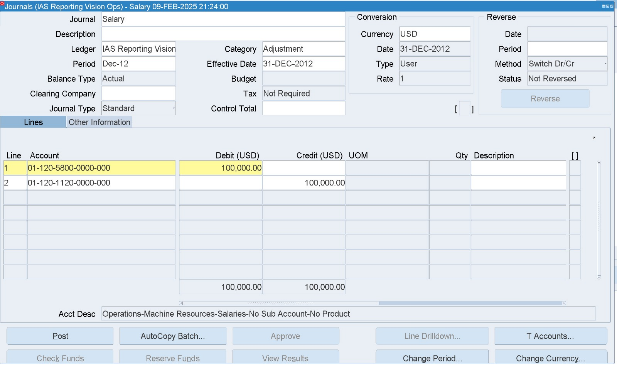 Journals (IAS Reporting Vision Ops) - Salary 09-FEB-2025 21:24:00
Journal Salary
Conversion
Reverse
Description
Currency USD
Date
Ledger IAS Reporting Vision
Category Adjustment
Date 31-DEC-2012
Period
Period Dec-12
Effective Date 31-DEC-2012
Type User
Method Switch Dr/Cr
Balance Type Actual
Budget
Rate 1
Status Not Reversed
Clearing Company
Tax Not Required
Reverse
Journal Type Standard
Control Total
[ ]
Lines Other Information
Line Account Debit (USD) Credit (USD) UOM Qty Description [ ]
1 01-120-5800-0000-000 100,000.00
2 01-120-1120-0000-000 100,000.00
100,000.00 100,000.00
Acct Desc Operations-Machine Resources-Salaries-No Sub Account-No Product
Post AutoCopy Batch... Approve Line Drilldown... T Accounts...
Check Funds Reserve Funds View Results Change Period... Change Currency...